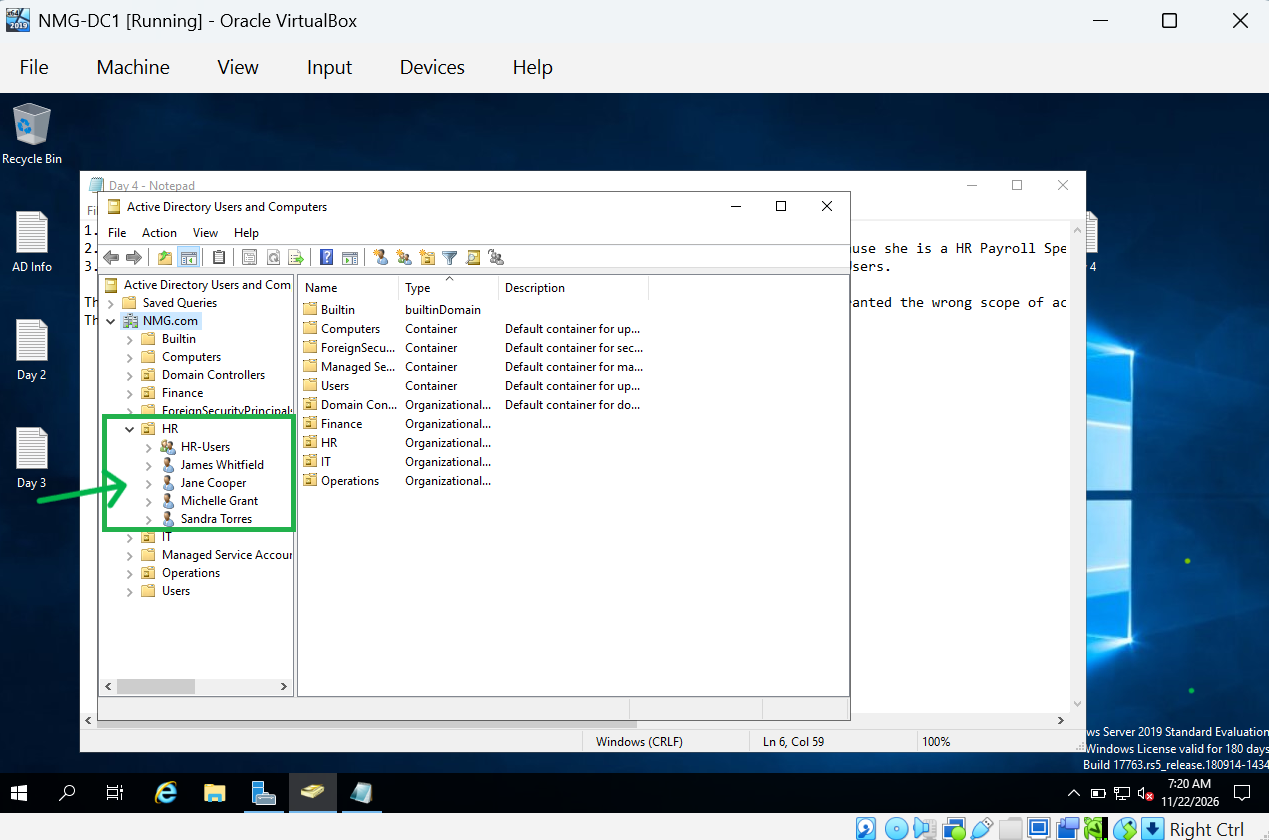 NMG-DC1 [Running] - Oracle VirtualBox
File Machine View Input Devices Help
Recycle Bin
AD Info
Day 2
Day 3
4
Day 4 - Notepad
Fi
1.
2. use she is a HR Payroll Spe
3. sers.
Th anted the wrong scope of ac
Th
Active Directory Users and Computers
File Action View Help
Active Directory Users and Com
Saved Queries
NMG.com
Builtin
Computers
Domain Controllers
Finance
ForeignSecurityPrincipals
HR
HR-Users
James Whitfield
Jane Cooper
Michelle Grant
Sandra Torres
IT
Managed Service Accour
Operations
Users
Name Type Description
Builtin builtinDomain
Computers Container Default container for up...
ForeignSecu... Container Default container for sec...
Managed Se... Container Default container for ma...
Users Container Default container for up...
Domain Con... Organizational... Default container for do...
Finance Organizational...
HR Organizational...
IT Organizational...
Operations Organizational...
Windows (CRLF) Ln 6, Col 59 100%
ws Server 2019 Standard Evaluation
Windows License valid for 180 days
Build 17763.rs5_release.180914-1434
7:20 AM
11/22/2026
Right Ctrl